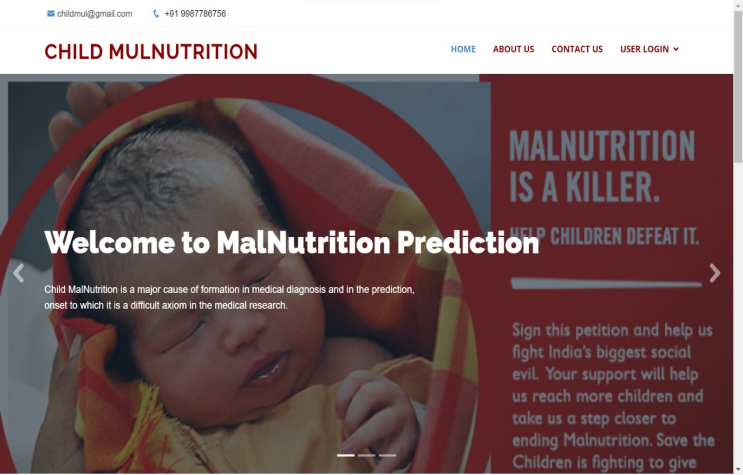 childmul@gmail.com +91 9987786756
CHILD MULNUTRITION
HOME ABOUT US CONTACT US USER LOGIN
MALNUTRITION
IS A KILLER.
HELP CHILDREN DEFEAT IT.
Welcome to MalNutrition Prediction
Child MalNutrition is a major cause of formation in medical diagnosis and in the prediction,
onset to which it is a difficult axiom in the medical research.
Sign this petition and help us
fight India's biggest social
evil. Your support will help
us reach more children and
take us a step closer to
ending Malnutrition. Save the
Children is fighting to give